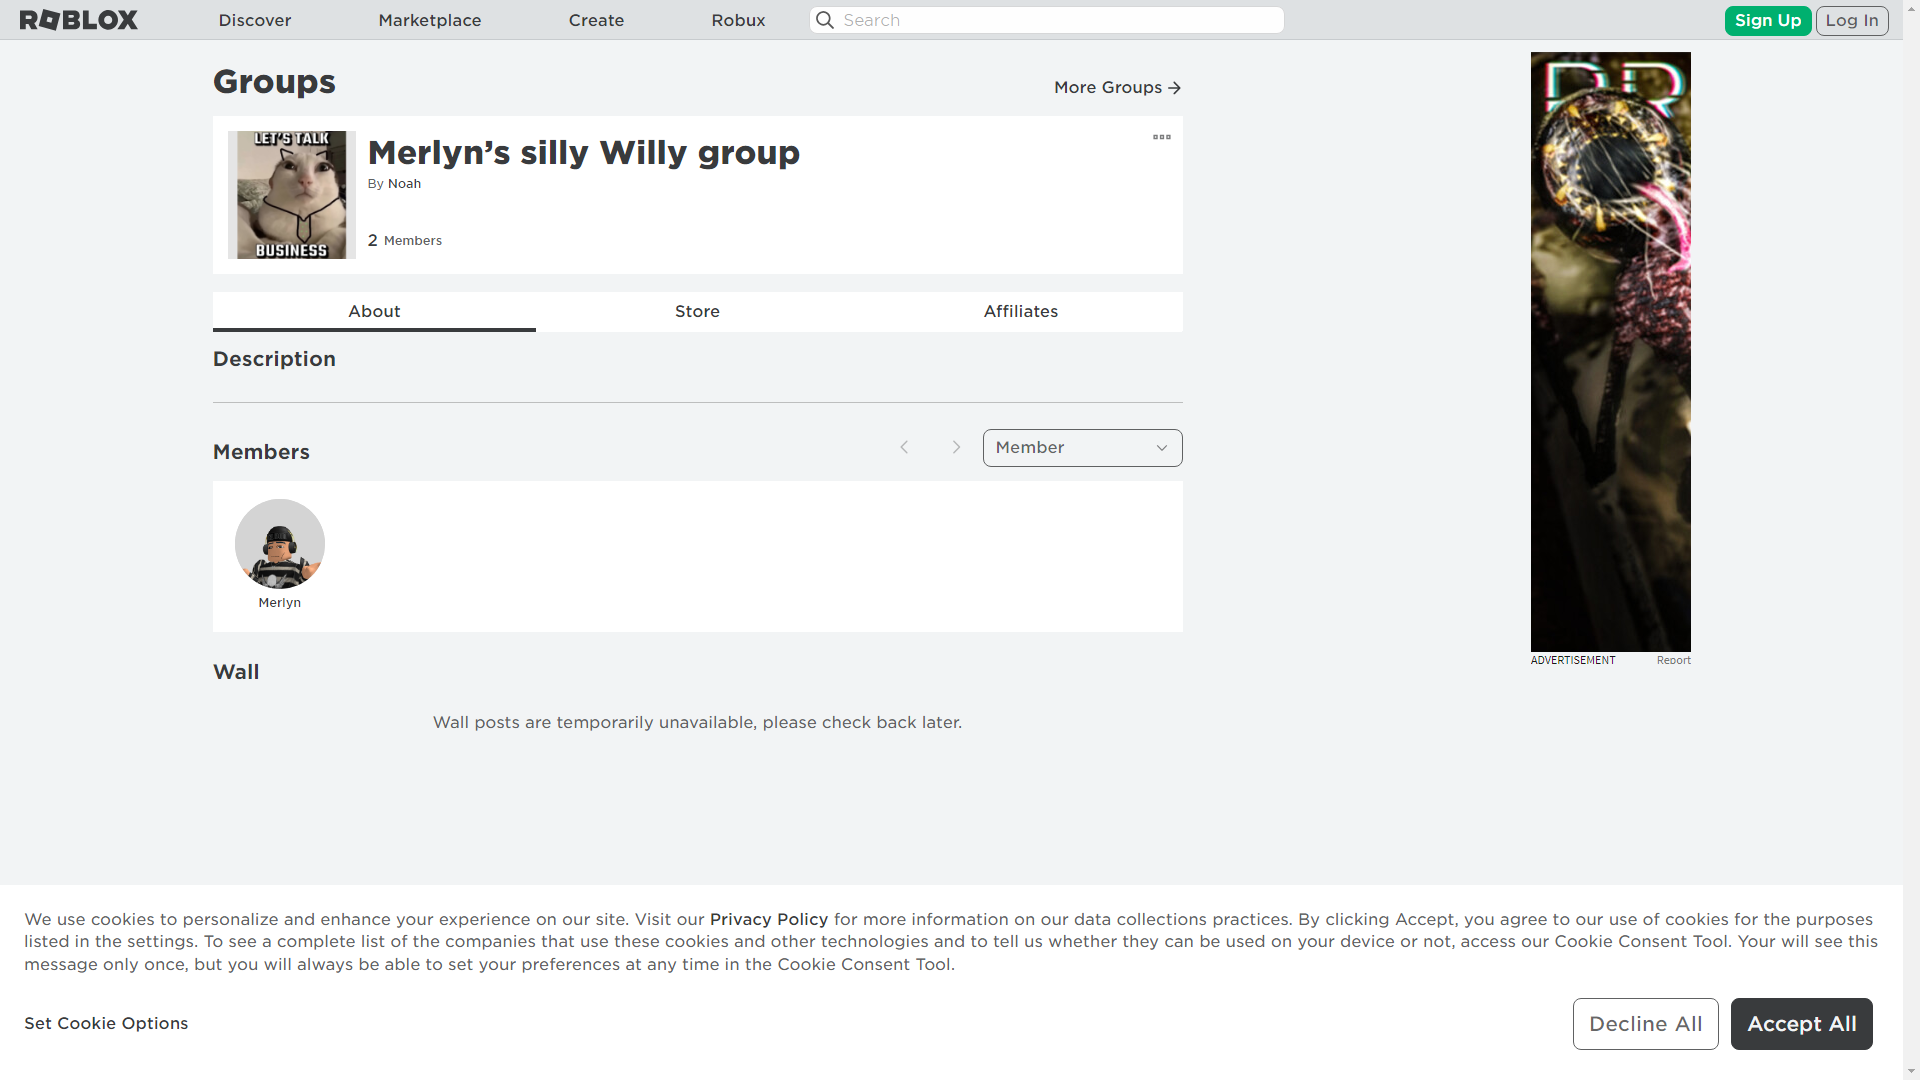 ROBLOX
Discover
Marketplace
Create
Robux
Search
Sign Up
Log In
Groups
More Groups
LET'S TALK
BUSINESS
Merlyn’s silly Willy group
By Noah
2 Members
About
Store
Affiliates
Description
Members
Member
Merlyn
Wall
Wall posts are temporarily unavailable, please check back later.
DR
ADVERTISEMENT
Report
We use cookies to personalize and enhance your experience on our site. Visit our Privacy Policy for more information on our data collections practices. By clicking Accept, you agree to our use of cookies for the purposes
listed in the settings. To see a complete list of the companies that use these cookies and other technologies and to tell us whether they can be used on your device or not, access our Cookie Consent Tool. Your will see this
message only once, but you will always be able to set your preferences at any time in the Cookie Consent Tool.
Set Cookie Options
Decline All
Accept All